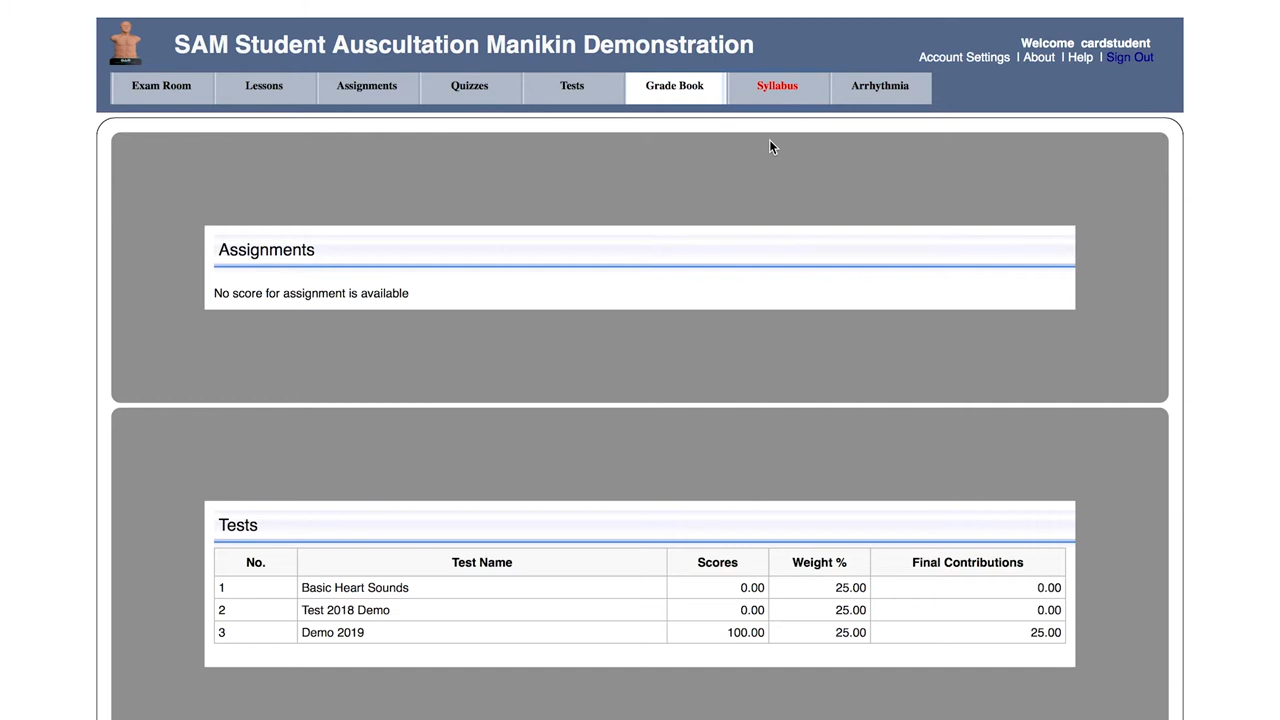 SAM Student Auscultation Manikin Demonstration
Welcome cardstudent
Account Settings | About | Help | Sign Out
Exam Room Lessons Assignments Quizzes Tests Grade Book Syllabus Arrhythmia
Assignments
No score for assignment is available
Tests
No. Test Name Scores Weight % Final Contributions
1 Basic Heart Sounds 0.00 25.00 0.00
2 Test 2018 Demo 0.00 25.00 0.00
3 Demo 2019 100.00 25.00 25.00